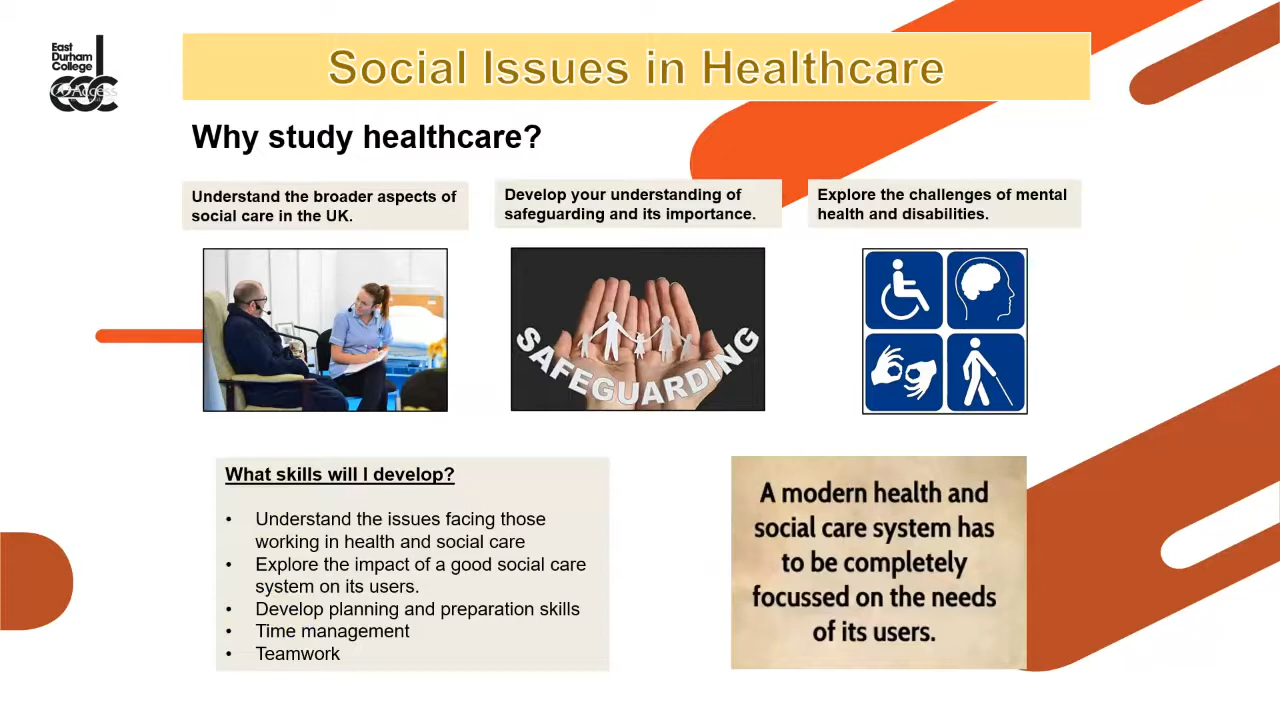 East
Durham
College
edc
Access
Social Issues in Healthcare
Why study healthcare?
Understand the broader aspects of
social care in the UK.
Develop your understanding of
safeguarding and its importance.
Explore the challenges of mental
health and disabilities.
SAFEGUARDING
What skills will I develop?
• Understand the issues facing those
working in health and social care
• Explore the impact of a good social care
system on its users.
• Develop planning and preparation skills
• Time management
• Teamwork
A modern health and
social care system has
to be completely
focussed on the needs
of its users.